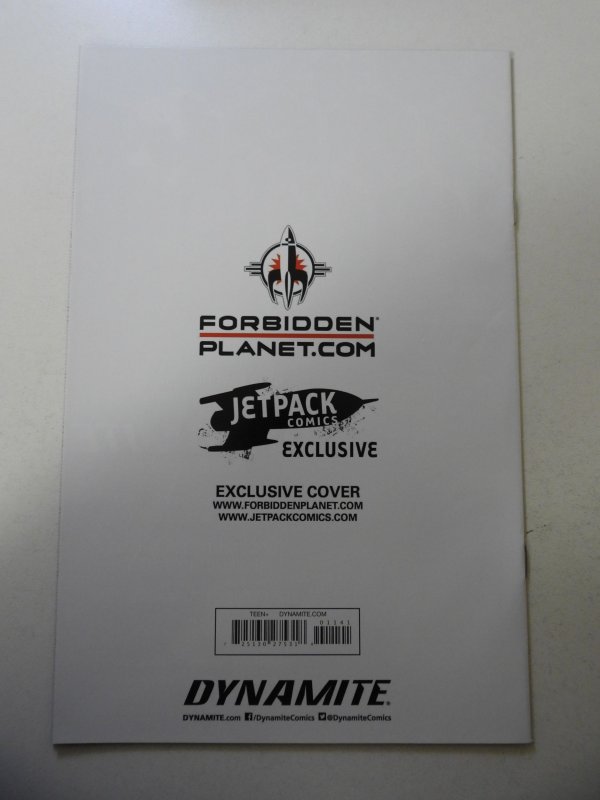 FORBIDDEN®
PLANET.COM
JETPACK
COMICS
EXCLUSIVE
EXCLUSIVE COVER
WWW.FORBIDDENPLANET.COM
WWW.JETPACKCOMICS.COM
TEEN+ DYNAMITE.COM
01141
DYNAMITE®
DYNAMITE.com /DynamiteComics @DynamiteComics